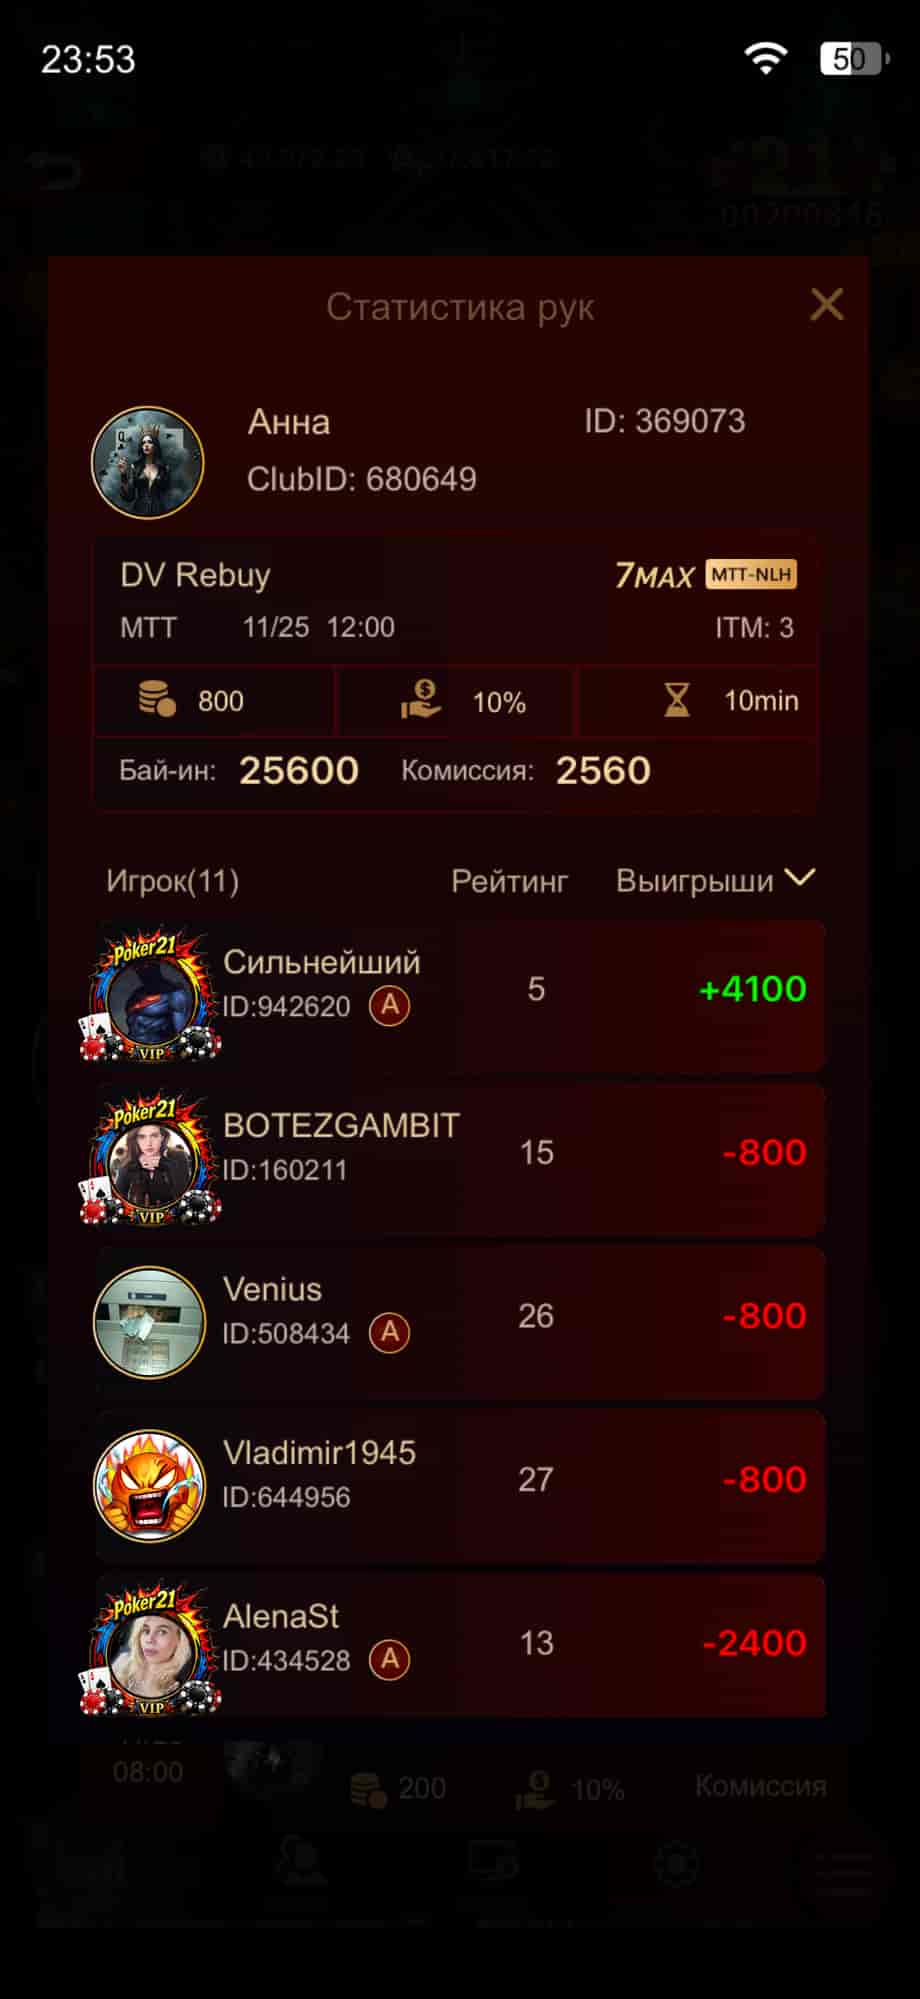 23:53
50
Статистика рук
Анна ID: 369073
ClubID: 680649
DV Rebuy 7MAX MTT-NLH
MTT 11/25 12:00 ITM: 3
800 10% 10min
Бай-ин: 25600 Комиссия: 2560
Игрок(11) Рейтинг Выигрыши
Poker21
VIP
Сильнейший
ID:942620 A
5 +4100
Poker21
VIP
BOTEZGAMBIT
ID:160211
15 -800
Venius
ID:508434 A
26 -800
Vladimir1945
ID:644956
27 -800
Poker21
VIP
AlenaSt
ID:434528 A
13 -2400
08:00
200 10% Комиссия